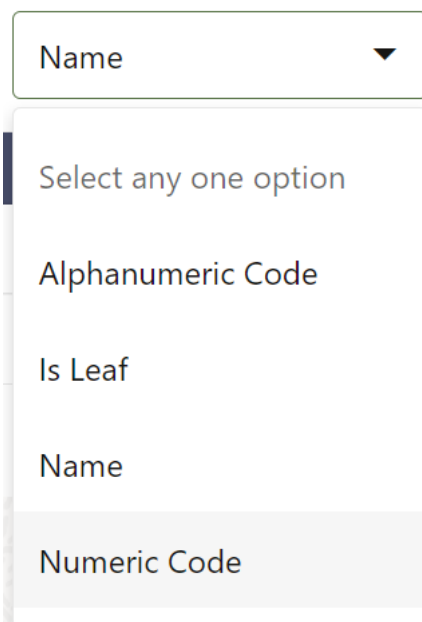 Name
Select any one option
Alphanumeric Code
Is Leaf
Name
Numeric Code